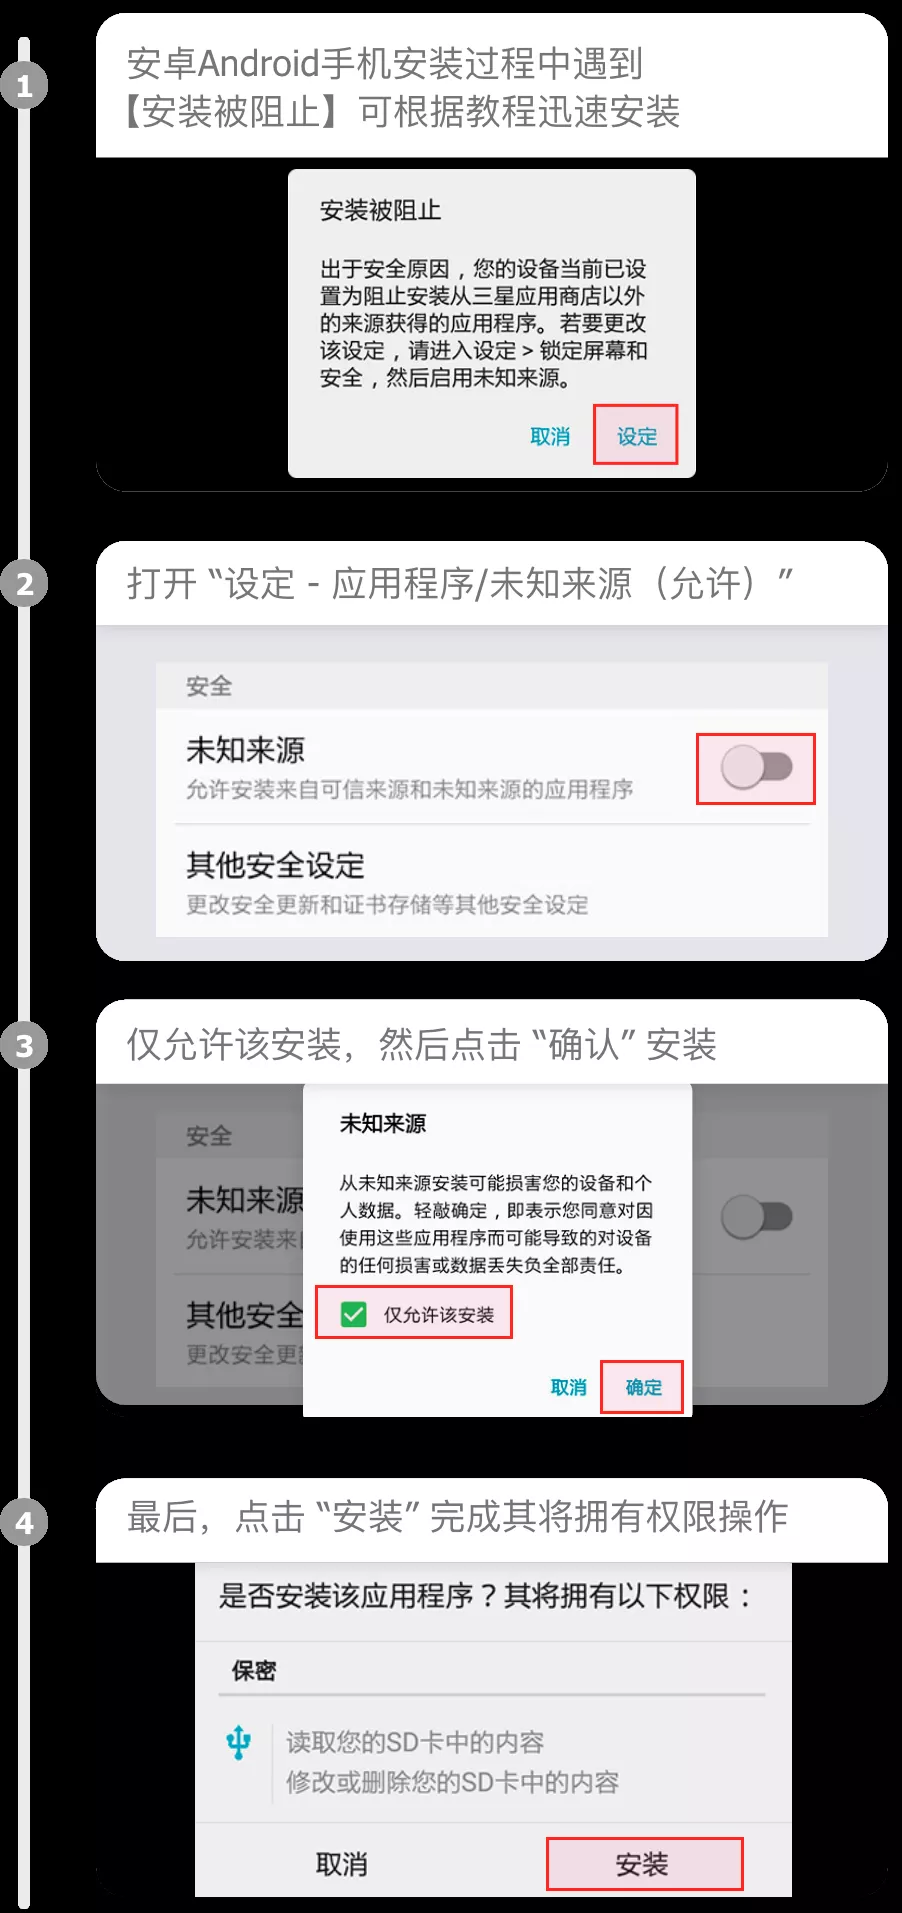 1
安卓Android手机安装过程中遇到
【安装被阻止】可根据教程迅速安装
安装被阻止
出于安全原因，您的设备当前已设
置为阻止安装从三星应用商店以外
的来源获得的应用程序。若要更改
该设定，请进入设定 > 锁定屏幕和
安全，然后启用未知来源。
取消 设定
2
打开 “设定 - 应用程序/未知来源（允许）”
安全
未知来源
允许安装来自可信来源和未知来源的应用程序
其他安全设定
更改安全更新和证书存储等其他安全设定
3
仅允许该安装，然后点击 “确认” 安装
安全
未知来源
允许安装来
其他安全
更改安全更
未知来源
从未知来源安装可能损害您的设备和个
人数据。轻敲确定，即表示您同意对因
使用这些应用程序而可能导致的对设备
的任何损害或数据丢失负全部责任。
仅允许该安装
取消 确定
4
最后，点击 “安装” 完成其将拥有权限操作
是否安装该应用程序？其将拥有以下权限：
保密
读取您的SD卡中的内容
修改或删除您的SD卡中的内容
取消 安装